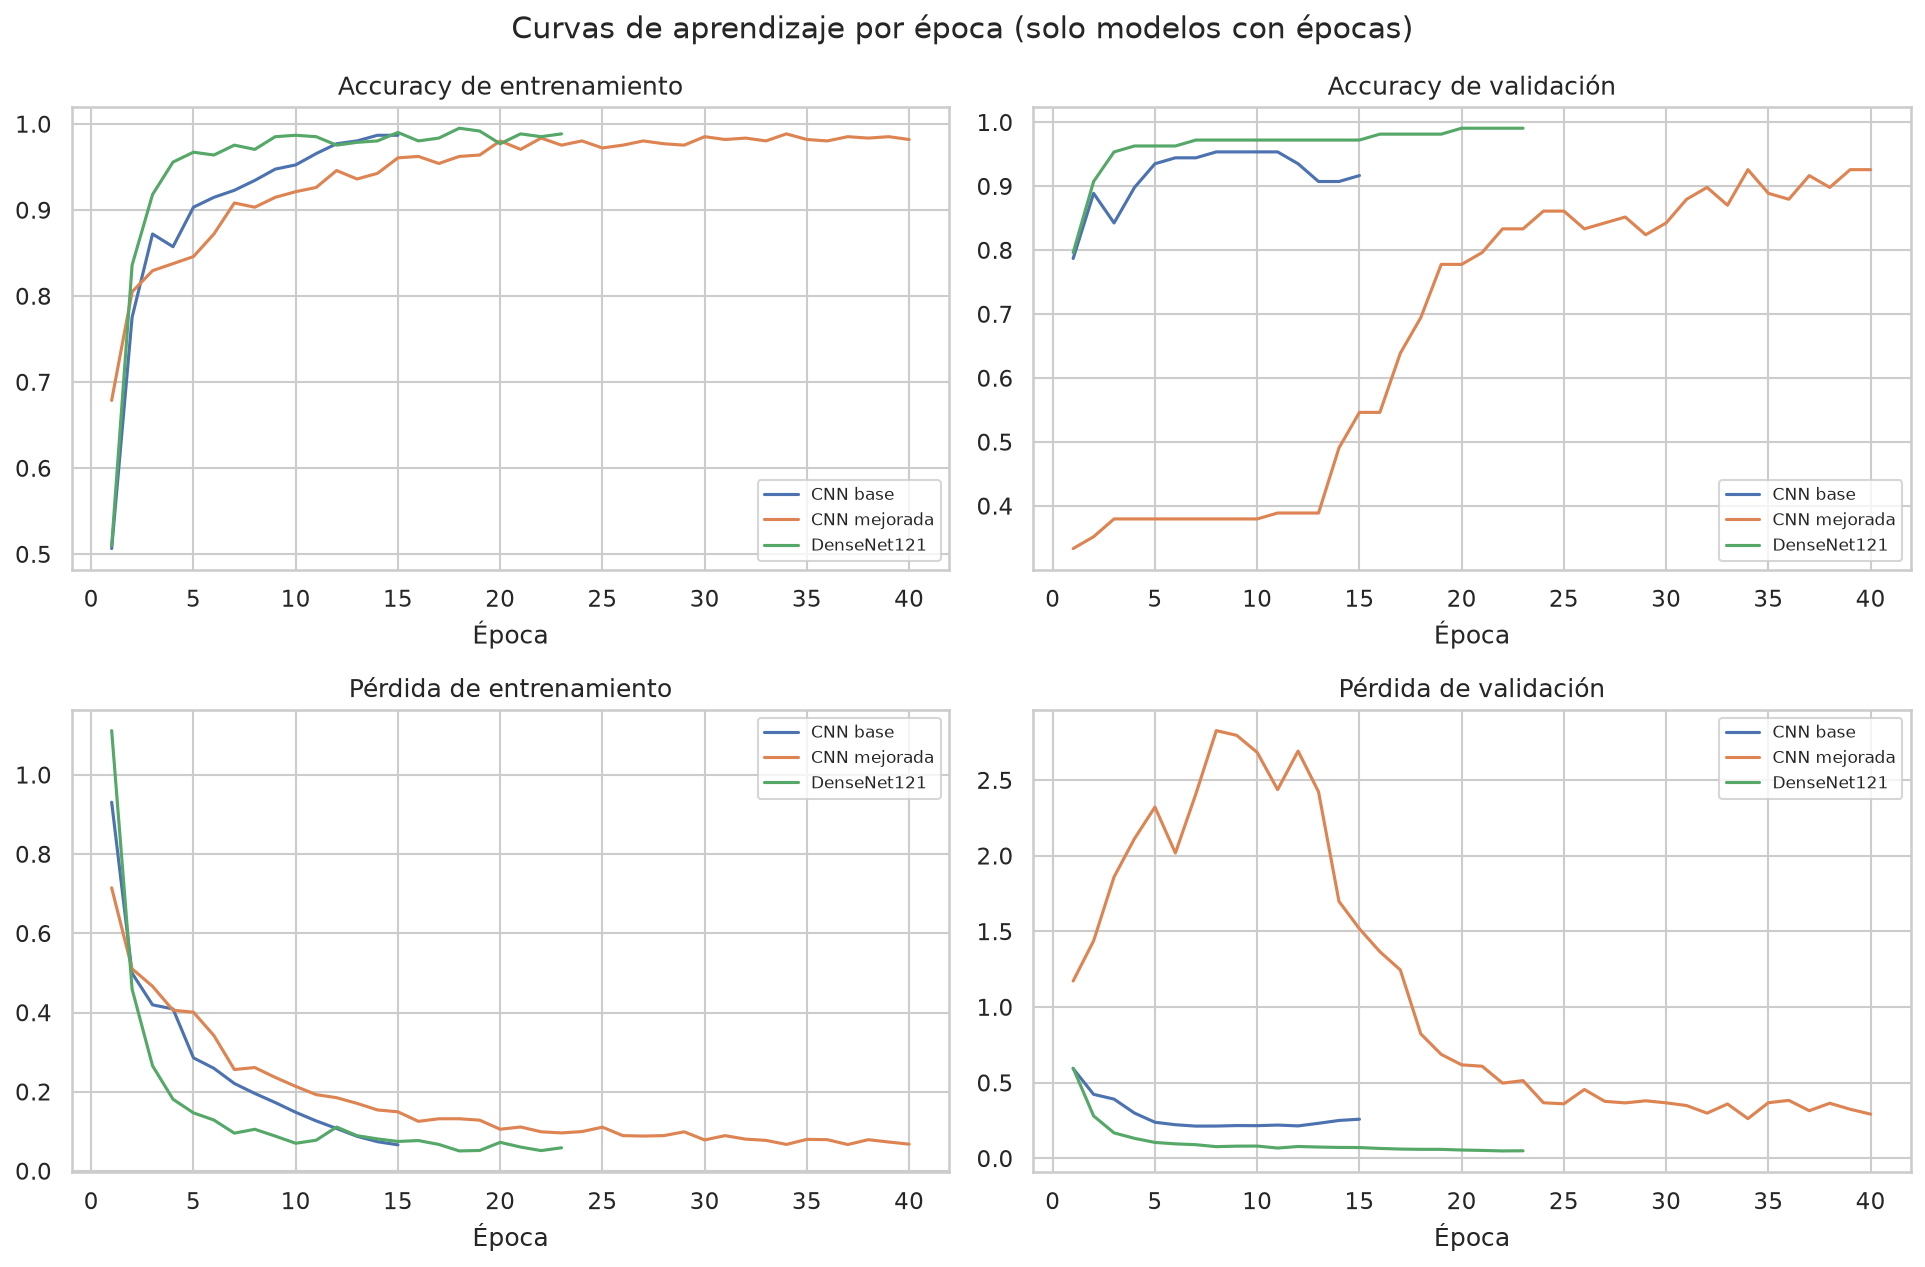 Curvas de aprendizaje por época (solo modelos con épocas)
Accuracy de entrenamiento
1.0
0.9
0.8
0.7
0.6
0.5
0 5 10 15 20 25 30 35 40
Época
CNN base
CNN mejorada
DenseNet121
Accuracy de validación
1.0
0.9
0.8
0.7
0.6
0.5
0.4
0 5 10 15 20 25 30 35 40
Época
CNN base
CNN mejorada
DenseNet121
Pérdida de entrenamiento
1.0
0.8
0.6
0.4
0.2
0.0
0 5 10 15 20 25 30 35 40
Época
CNN base
CNN mejorada
DenseNet121
Pérdida de validación
2.5
2.0
1.5
1.0
0.5
0.0
0 5 10 15 20 25 30 35 40
Época
CNN base
CNN mejorada
DenseNet121